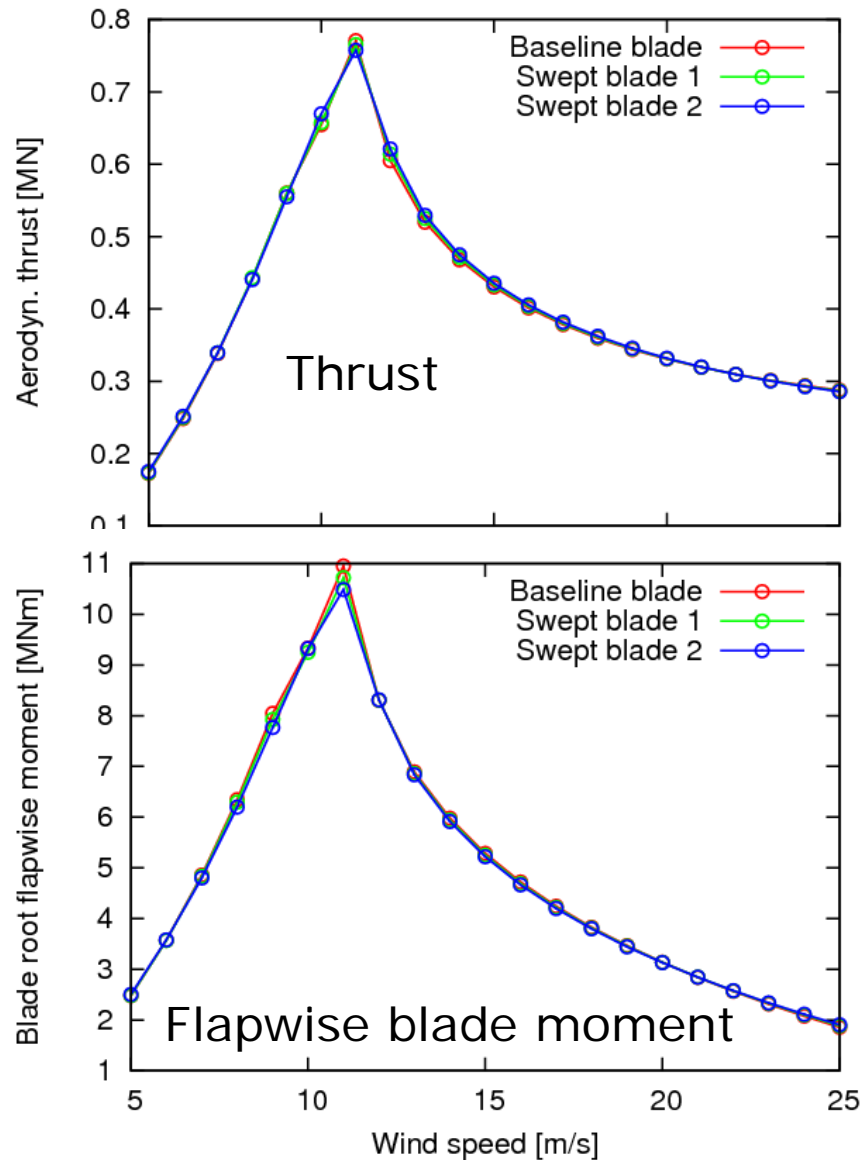 0.8
0.7
0.6
0.5
0.4
0.3
0.2
0.1
Aerodyn. thrust [MN]
Baseline blade
Swept blade 1
Swept blade 2
Thrust
11
10
9
8
7
6
5
4
3
2
1
Blade root flapwise moment [MNm]
Baseline blade
Swept blade 1
Swept blade 2
Flapwise blade moment
5 10 15 20 25
Wind speed [m/s]